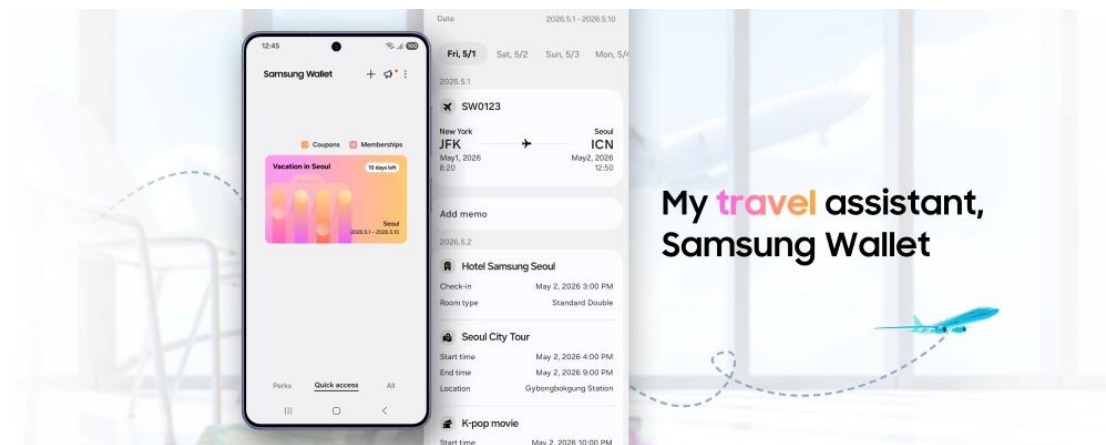 12:45
100
Samsung Wallet
Coupons Memberships
Vacation in Seoul 19 days left
Seoul
2026.5.1 – 2026.5.10
Perks Quick access All
Date 2026.5.1 - 2026.5.10
Fri, 5/1 Sat, 5/2 Sun, 5/3 Mon, 5/4
2026.5.1
SW0123
New York Seoul
JFK ICN
May1, 2026 May2, 2026
6:20 12:50
Add memo
2026.5.2
Hotel Samsung Seoul
Check-in May 2, 2026 3:00 PM
Room type Standard Double
Seoul City Tour
Start time May 2, 2026 4:00 PM
End time May 2, 2026 9:00 PM
Location Gybongbokgung Station
K-pop movie
Start time May 2, 2026 10:00 PM
My travel assistant,
Samsung Wallet